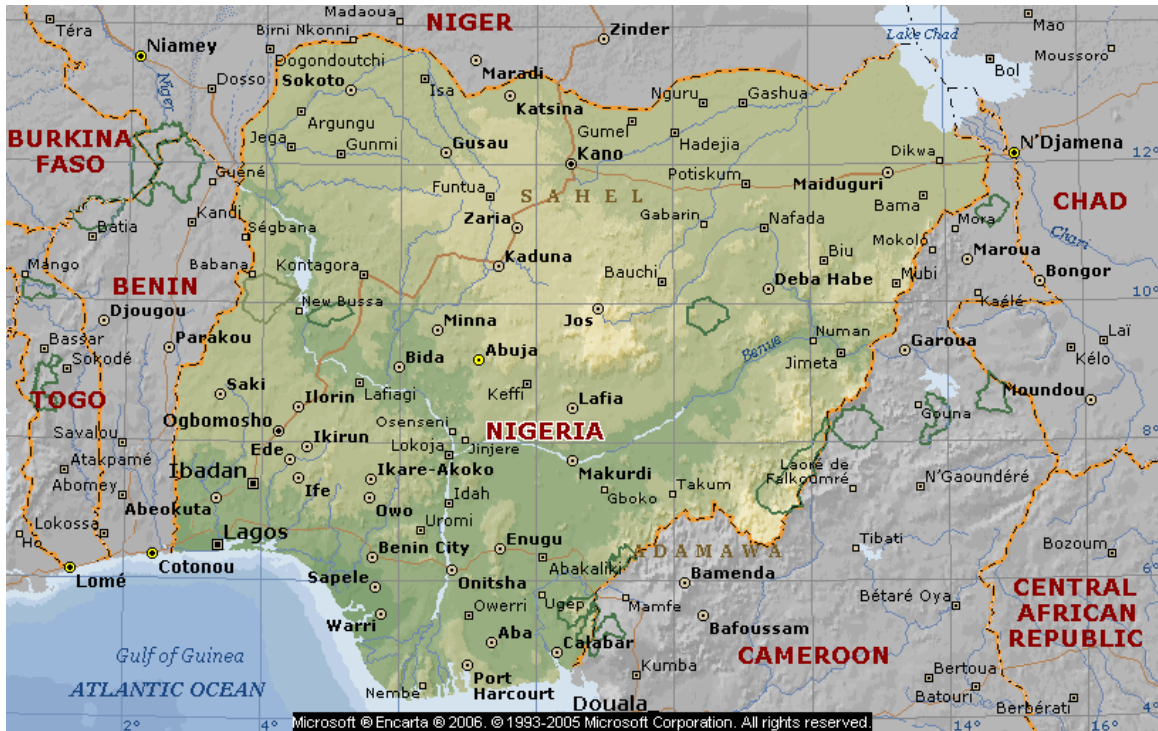 Madaoua
NIGER
Téra
Birni Nkonni
Zinder
Mao
Niamey
Lake Chad
Moussoro
Dogondoutchi
Maradi
Bol
Dosso
Sokoto
Isa
Katsina
Nguru
Gashua
Niger
Argungu
Gumel
BURKINA
FASO
Jega
Gunmi
Gusau
Kano
Hadejia
Dikwa
N'Djamena
12°
Guéné
Funtua
SAHEL
Potiskum
Maiduguri
CHAD
Kandi
Zaria
Gabarin
Nafada
Bama
Mora
Batia
Ségbana
Mokolo
Chari
Mango
Babana
Kontagora
Kaduna
Bauchi
Biu
Maroua
BENIN
Deba Habe
Mubi
Bongor
New Bussa
Kaélé
10°
Djougou
Minna
Jos
Numan
Bassar
Parakou
Bida
Abuja
Benue
Jimeta
Garoua
Laï
Sokodé
Kélo
TOGO
Saki
Lafiagi
Keffi
Moundou
Ilorin
Lafia
Gouna
Ogbomosho
Osenseni
NIGERIA
Savalou
Ede
Ikirun
Lokoja
Jinjere
8°
Atakpamé
Ibadan
Ikare-Akoko
Makurdi
Laoré de
Falkoumré
Abomey
Ife
Idah
Gboko
Takum
N'Gaoundéré
Abeokuta
Owo
Lokossa
Uromi
Ho
Lagos
Enugu
ADAMAWA
Tibati
Bozoum
Cotonou
Benin City
Abakaliki
Lomé
Sapele
Onitsha
Bamenda
6°
CENTRAL
AFRICAN
REPUBLIC
Owerri
Ugep
Mamfe
Bétaré Oya
Warri
Bafoussam
Aba
Calabar
CAMEROON
Gulf of Guinea
Kumba
Bertoua
ATLANTIC OCEAN
Nembe
Port
Harcourt
Batouri
Douala
Berbérati
2°
4°
14°
16°
4°
Microsoft ® Encarta ® 2006. © 1993-2005 Microsoft Corporation. All rights reserved.